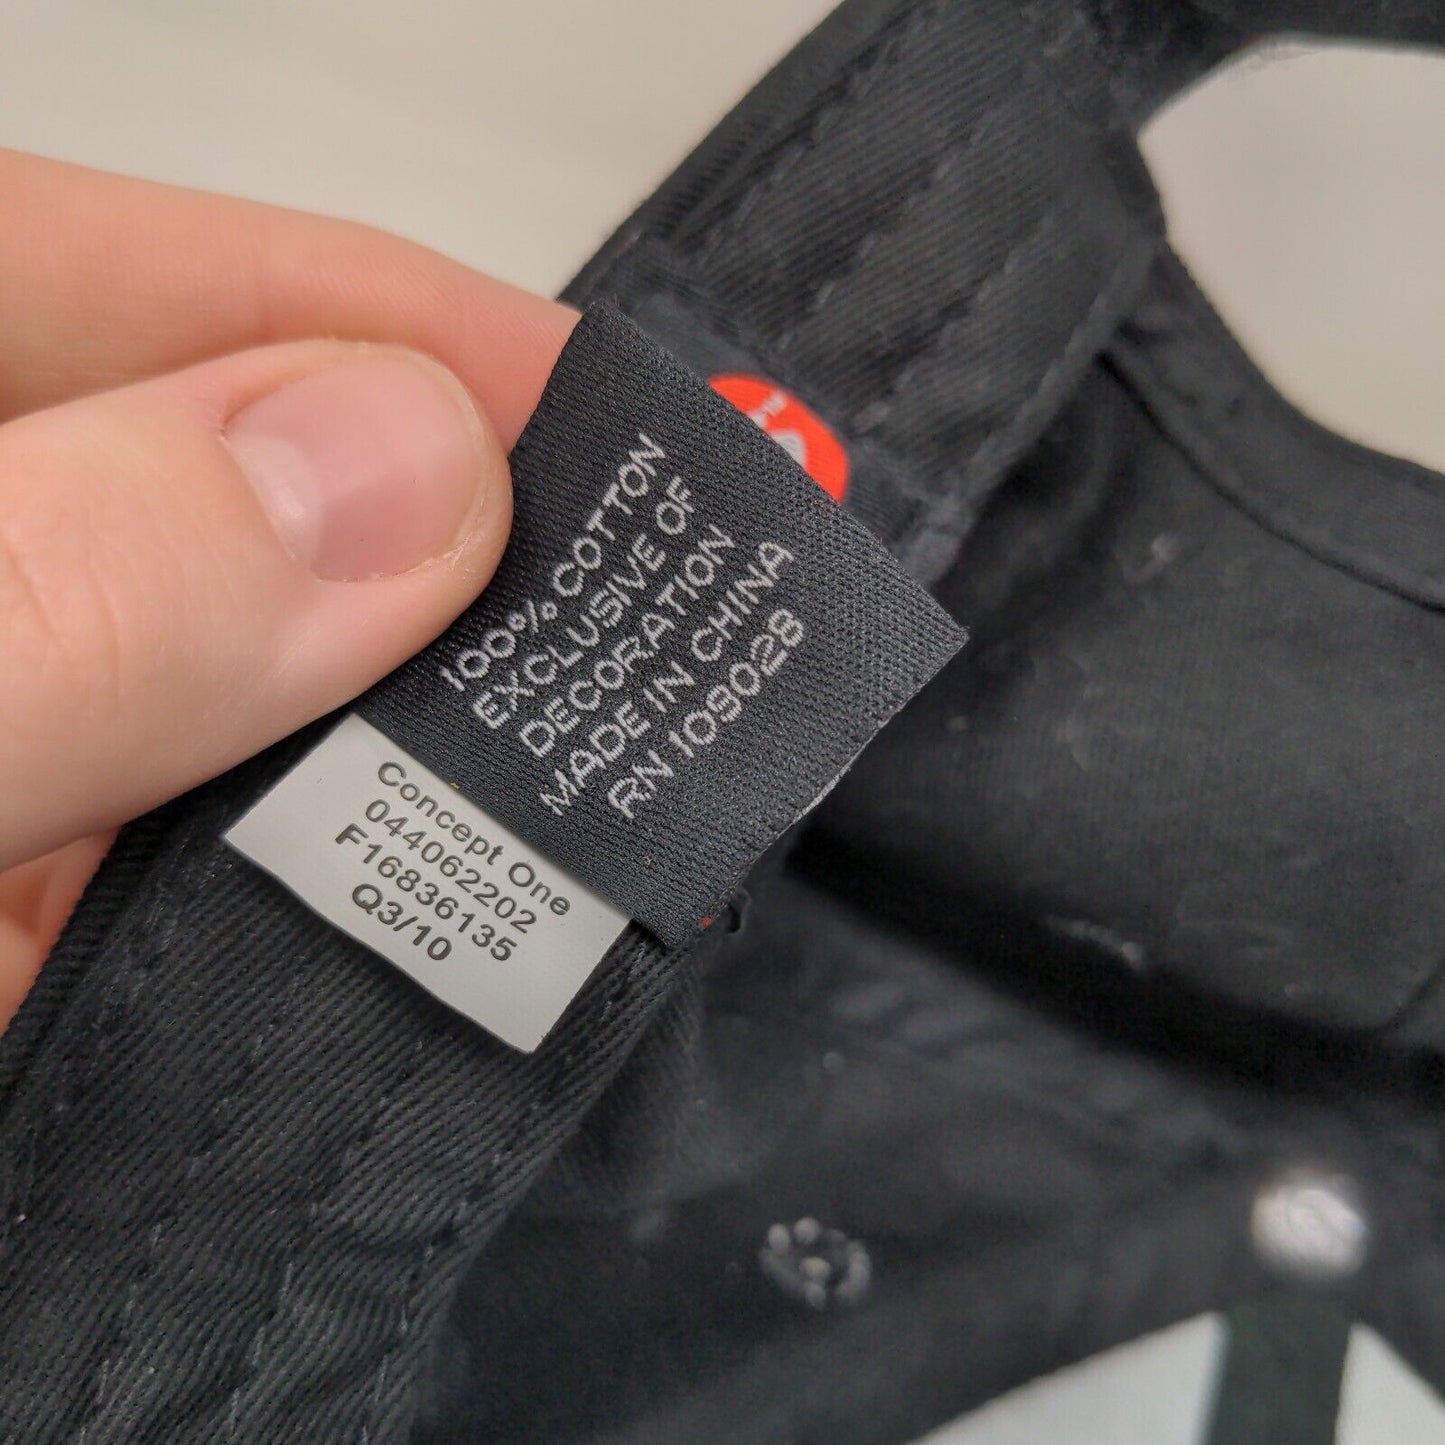 100% COTTON
EXCLUSIVE OF
DECORATION
MADE IN CHINA
RN 109028
Concept One
044062202
F16836135
Q3/10